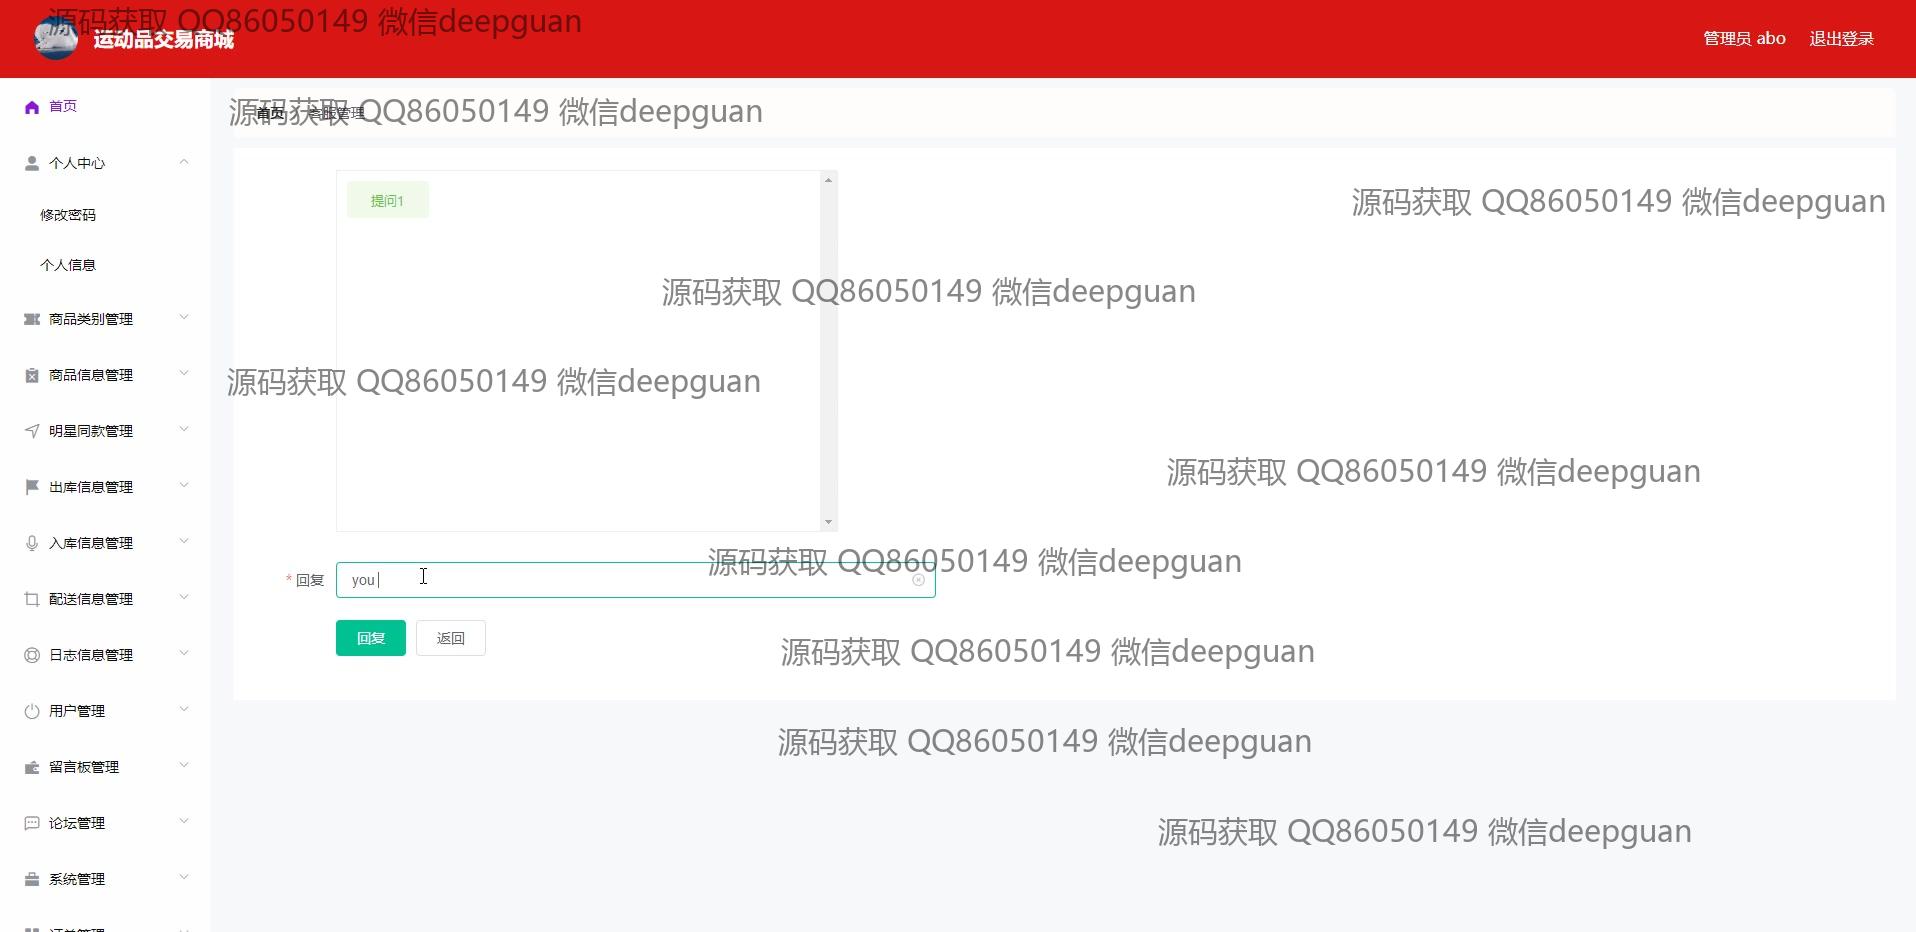 源码获取 QQ86050149 微信deepguan
运动品交易商城
管理员 abo
退出登录
首页
源码获取 QQ86050149 微信deepguan
首页
客服管理
个人中心
提问1
源码获取 QQ86050149 微信deepguan
修改密码
个人信息
源码获取 QQ86050149 微信deepguan
商品类别管理
商品信息管理
源码获取 QQ86050149 微信deepguan
明星同款管理
源码获取 QQ86050149 微信deepguan
出库信息管理
入库信息管理
源码获取 QQ86050149 微信deepguan
* 回复
you
配送信息管理
回复
返回
日志信息管理
源码获取 QQ86050149 微信deepguan
用户管理
源码获取 QQ86050149 微信deepguan
留言板管理
论坛管理
源码获取 QQ86050149 微信deepguan
系统管理